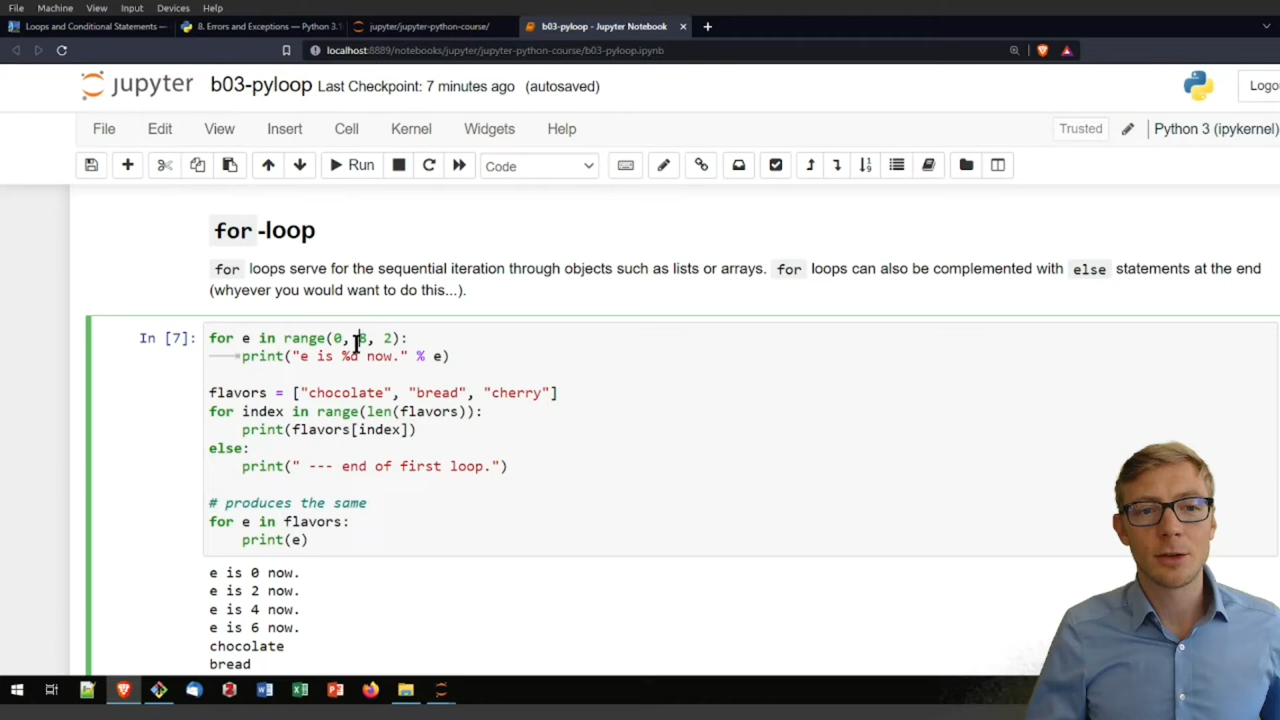 File Machine View Input Devices Help
Loops and Conditional Statements — 8. Errors and Exceptions — Python 3.1 jupyter/jupyter-python-course/ b03-pyloop - Jupyter Notebook
localhost:8889/notebooks/jupyter/jupyter-python-course/b03-pyloop.ipynb
jupyter b03-pyloop Last Checkpoint: 7 minutes ago (autosaved) Logo
File Edit View Insert Cell Kernel Widgets Help Trusted Python 3 (ipykernel)
Run Code
for -loop
for loops serve for the sequential iteration through objects such as lists or arrays. for loops can also be complemented with else statements at the end
(whyever you would want to do this...).
In [7]: for e in range(0, 8, 2):
print("e is %d now." % e)
flavors = ["chocolate", "bread", "cherry"]
for index in range(len(flavors)):
print(flavors[index])
else:
print(" --- end of first loop.")
# produces the same
for e in flavors:
print(e)
e is 0 now.
e is 2 now.
e is 4 now.
e is 6 now.
chocolate
bread